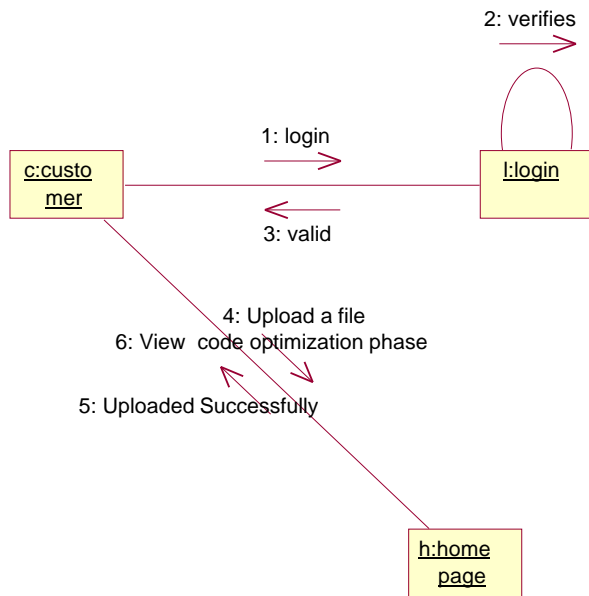 2: verifies
1: login
c:custo
mer
l:login
3: valid
4: Upload a file
6: View code optimization phase
5: Uploaded Successfully
h:home
page